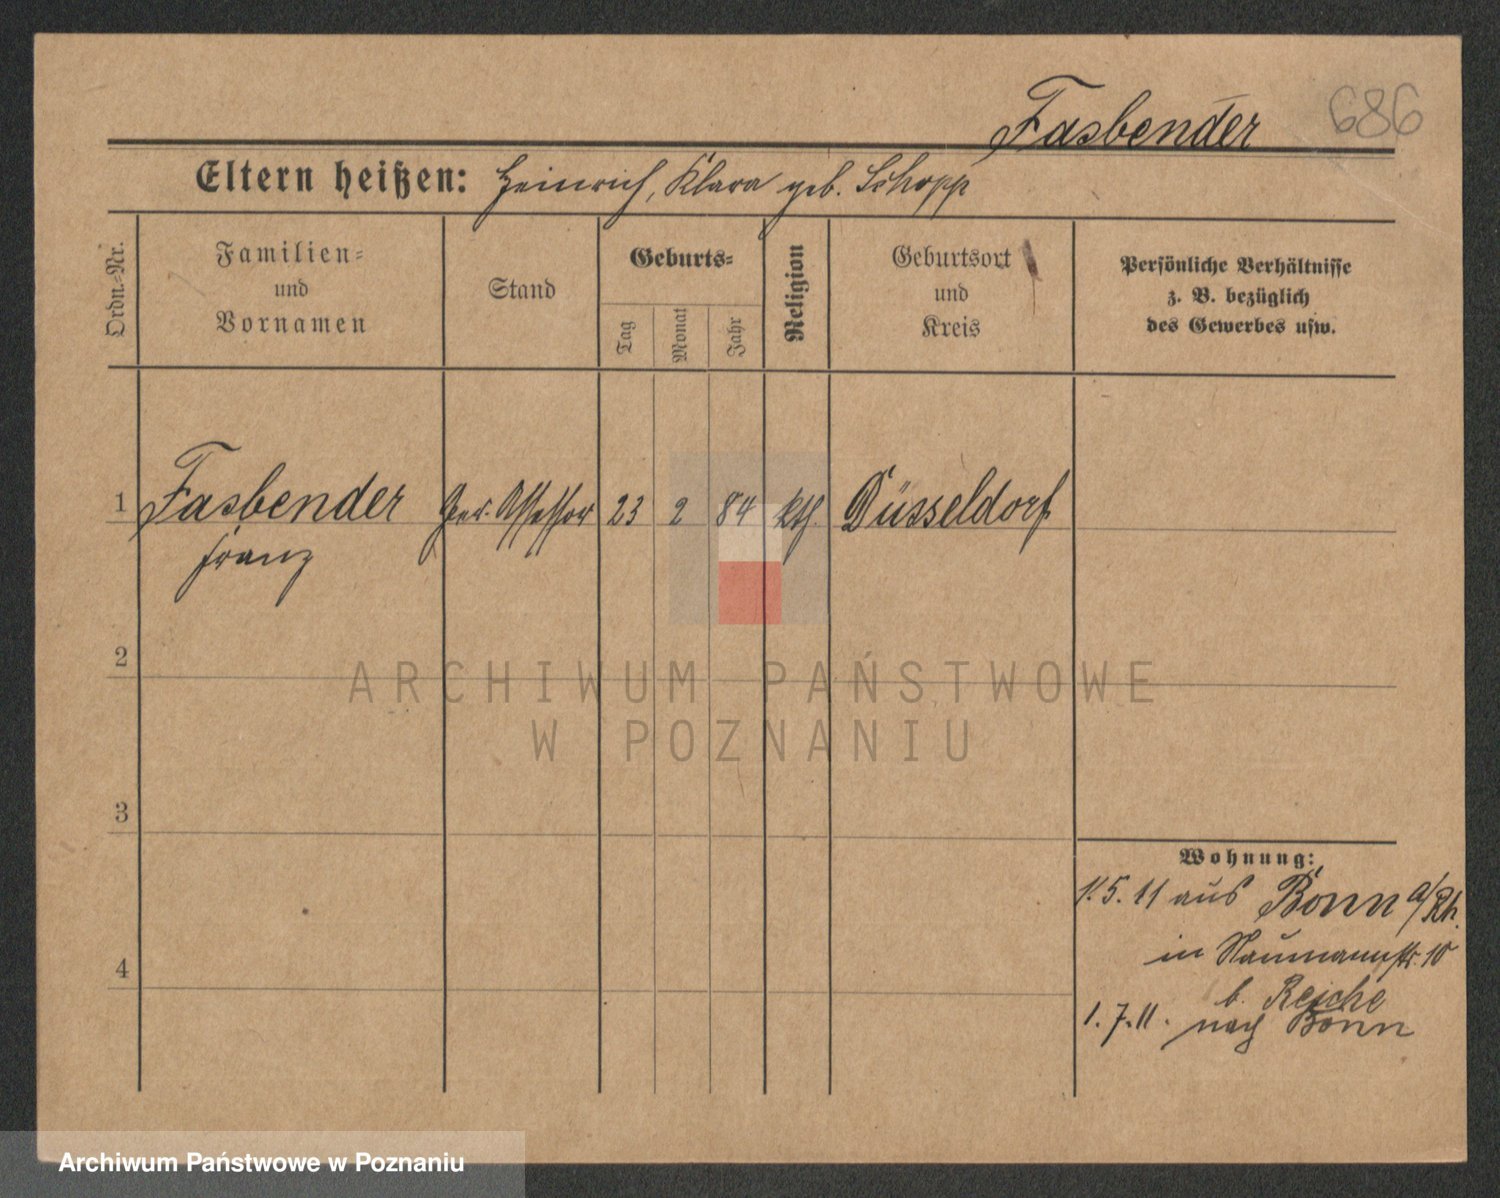 Fasbender 686
Eltern heißen: Heinrich, Klara geb. Schopp
Ordn.-Nr.
Familien-
und
Vornamen
Stand
Geburts-
Tag
Monat
Jahr
Religion
Geburtsort
und
Kreis
Persönliche Verhältnisse
z. B. bezüglich
des Gewerbes usw.
1 Fasbender Ger. Assessor 23 2 84 kth. Düsseldorf
Franz
2
3
4
Wohnung:
1.5.11 aus Bonn a/Rh.
in Naumannstr. 10
b. Reiche
1.7.11. nach Bonn
ARCHIWUM PAŃSTWOWE
W POZNANIU
Archiwum Państwowe w Poznaniu